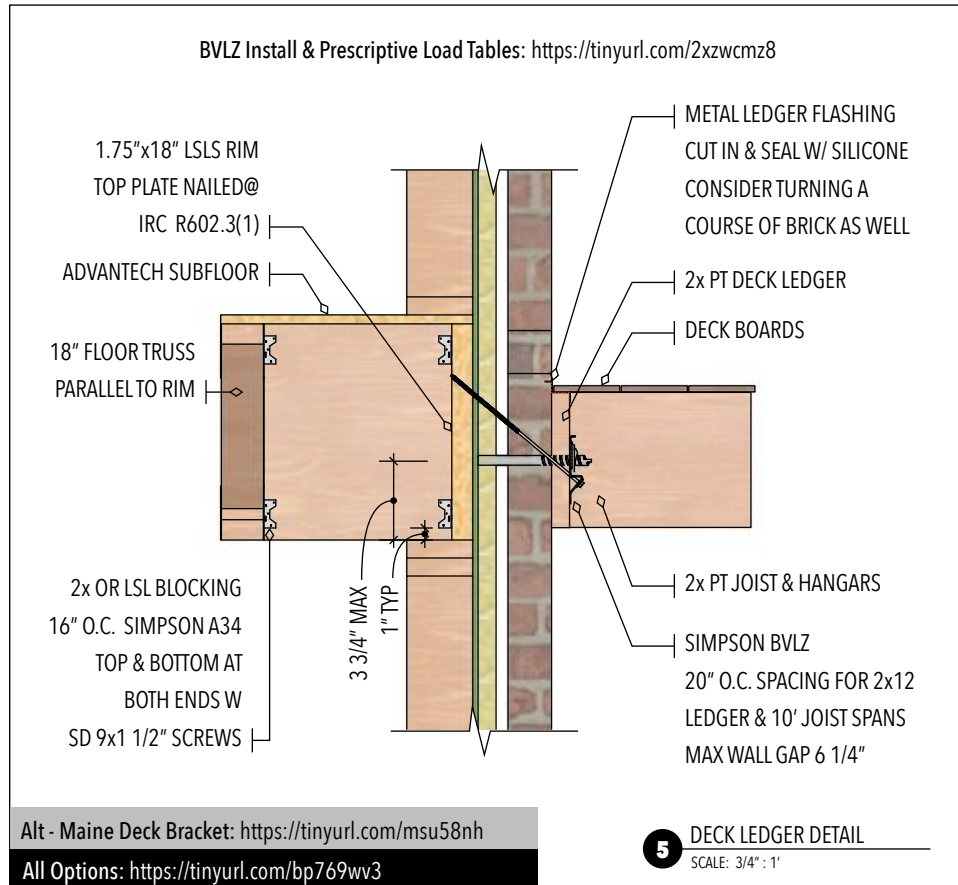 BVLZ Install & Prescriptive Load Tables: https://tinyurl.com/2xzwcmz8
1.75"x18" LSLS RIM
TOP PLATE NAILED@
IRC R602.3(1)
ADVANTECH SUBFLOOR
18" FLOOR TRUSS
PARALLEL TO RIM
2x OR LSL BLOCKING
16" O.C. SIMPSON A34
TOP & BOTTOM AT
BOTH ENDS W
SD 9x1 1/2" SCREWS
3 3/4" MAX
1" TYP
METAL LEDGER FLASHING
CUT IN & SEAL W/ SILICONE
CONSIDER TURNING A
COURSE OF BRICK AS WELL
2x PT DECK LEDGER
DECK BOARDS
2x PT JOIST & HANGARS
SIMPSON BVLZ
20" O.C. SPACING FOR 2x12
LEDGER & 10' JOIST SPANS
MAX WALL GAP 6 1/4"
Alt - Maine Deck Bracket: https://tinyurl.com/msu58nh
All Options: https://tinyurl.com/bp769wv3
5 DECK LEDGER DETAIL
SCALE: 3/4" : 1'